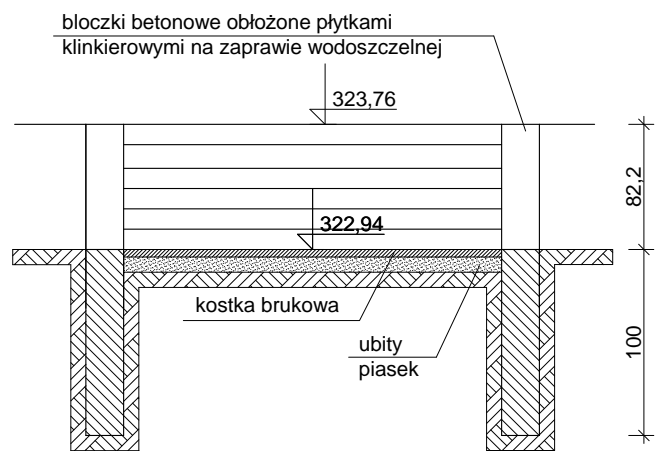 bloczki betonowe obłożone płytkami
klinkierowymi na zaprawie wodoszczelnej
323,76
82,2
322,94
kostka brukowa
ubity
piasek
100